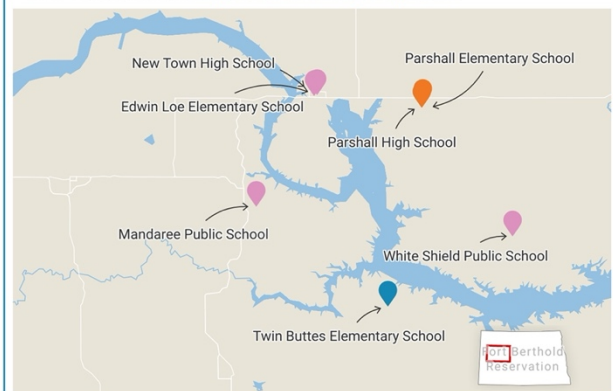 New Town High School
Parshall Elementary School
Edwin Loe Elementary School
Parshall High School
Mandaree Public School
White Shield Public School
Twin Buttes Elementary School
Fort Berthold
Reservation